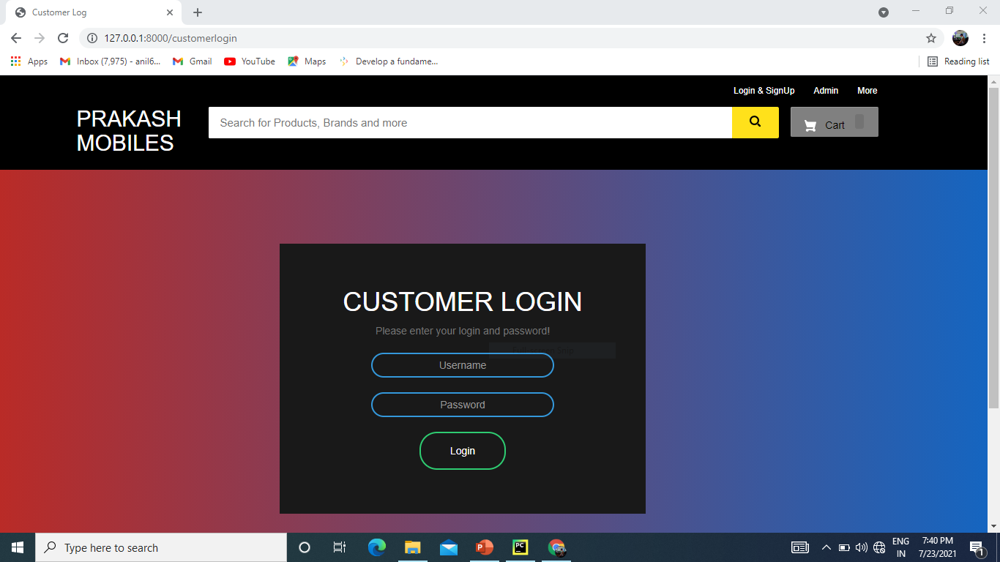 Customer Log
127.0.0.1:8000/customerlogin
Apps Inbox (7,975) - anil6... Gmail YouTube Maps Develop a fundame... Reading list
Login & SignUp Admin More
PRAKASH
MOBILES
Search for Products, Brands and more
Cart
CUSTOMER LOGIN
Please enter your login and password!
Username
Password
Login
Type here to search
ENG
IN
7:40 PM
7/23/2021
1